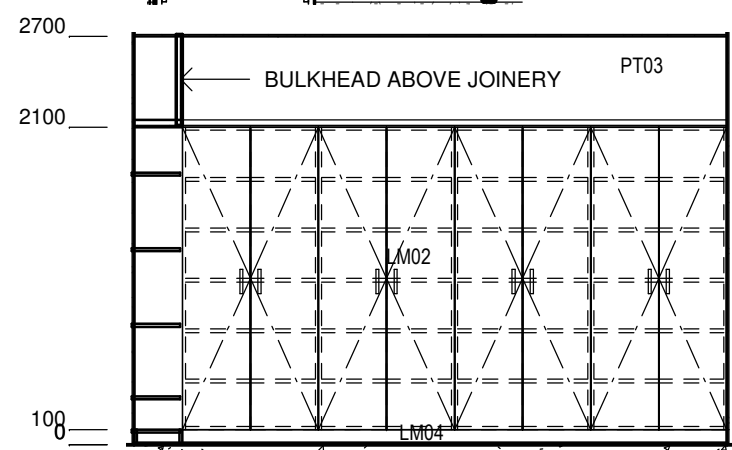 2700
PT03
BULKHEAD ABOVE JOINERY
2100
LM02
100
0
LM04